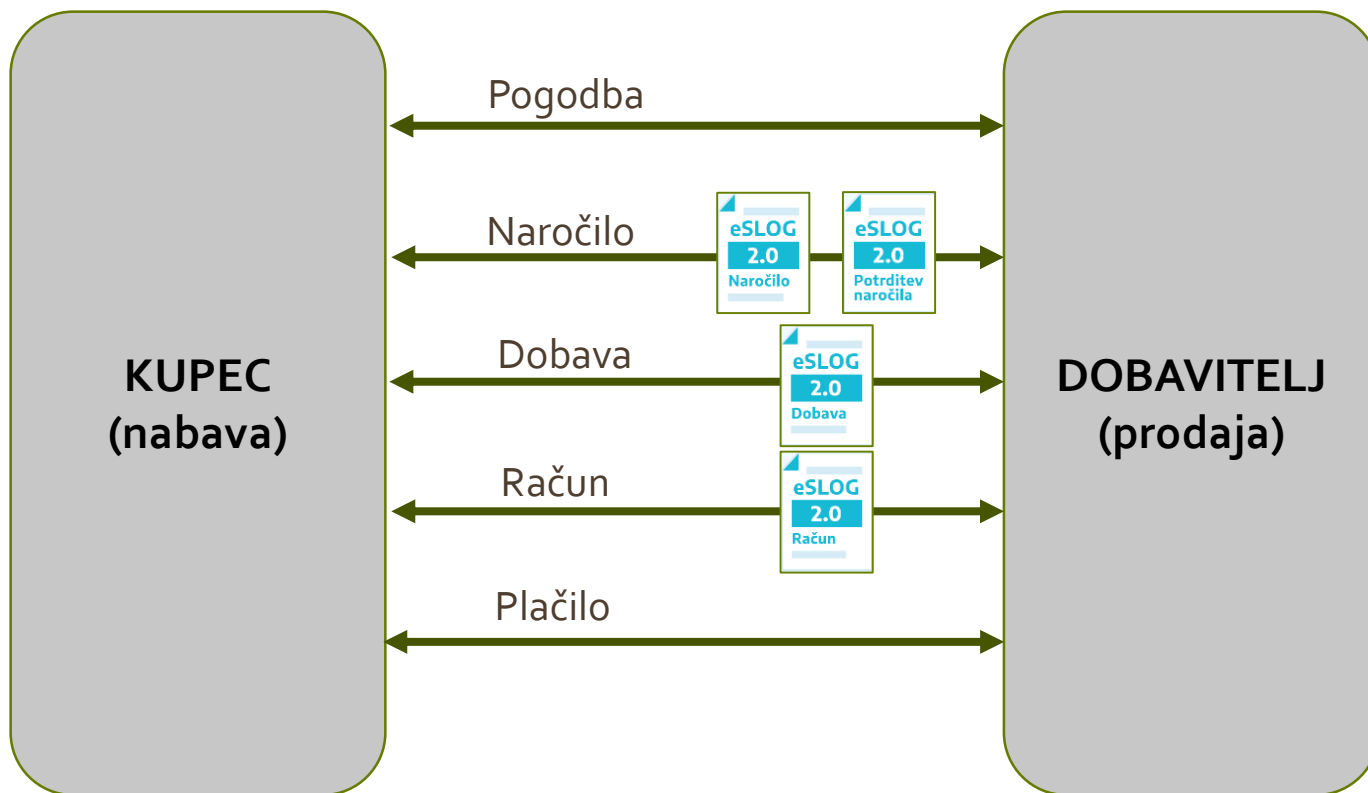 KUPEC
(nabava)
Pogodba
Naročilo
eSLOG
2.0
Naročilo
eSLOG
2.0
Potrditev
naročila
Dobava
eSLOG
2.0
Dobava
Račun
eSLOG
2.0
Račun
Plačilo
DOBAVITELJ
(prodaja)